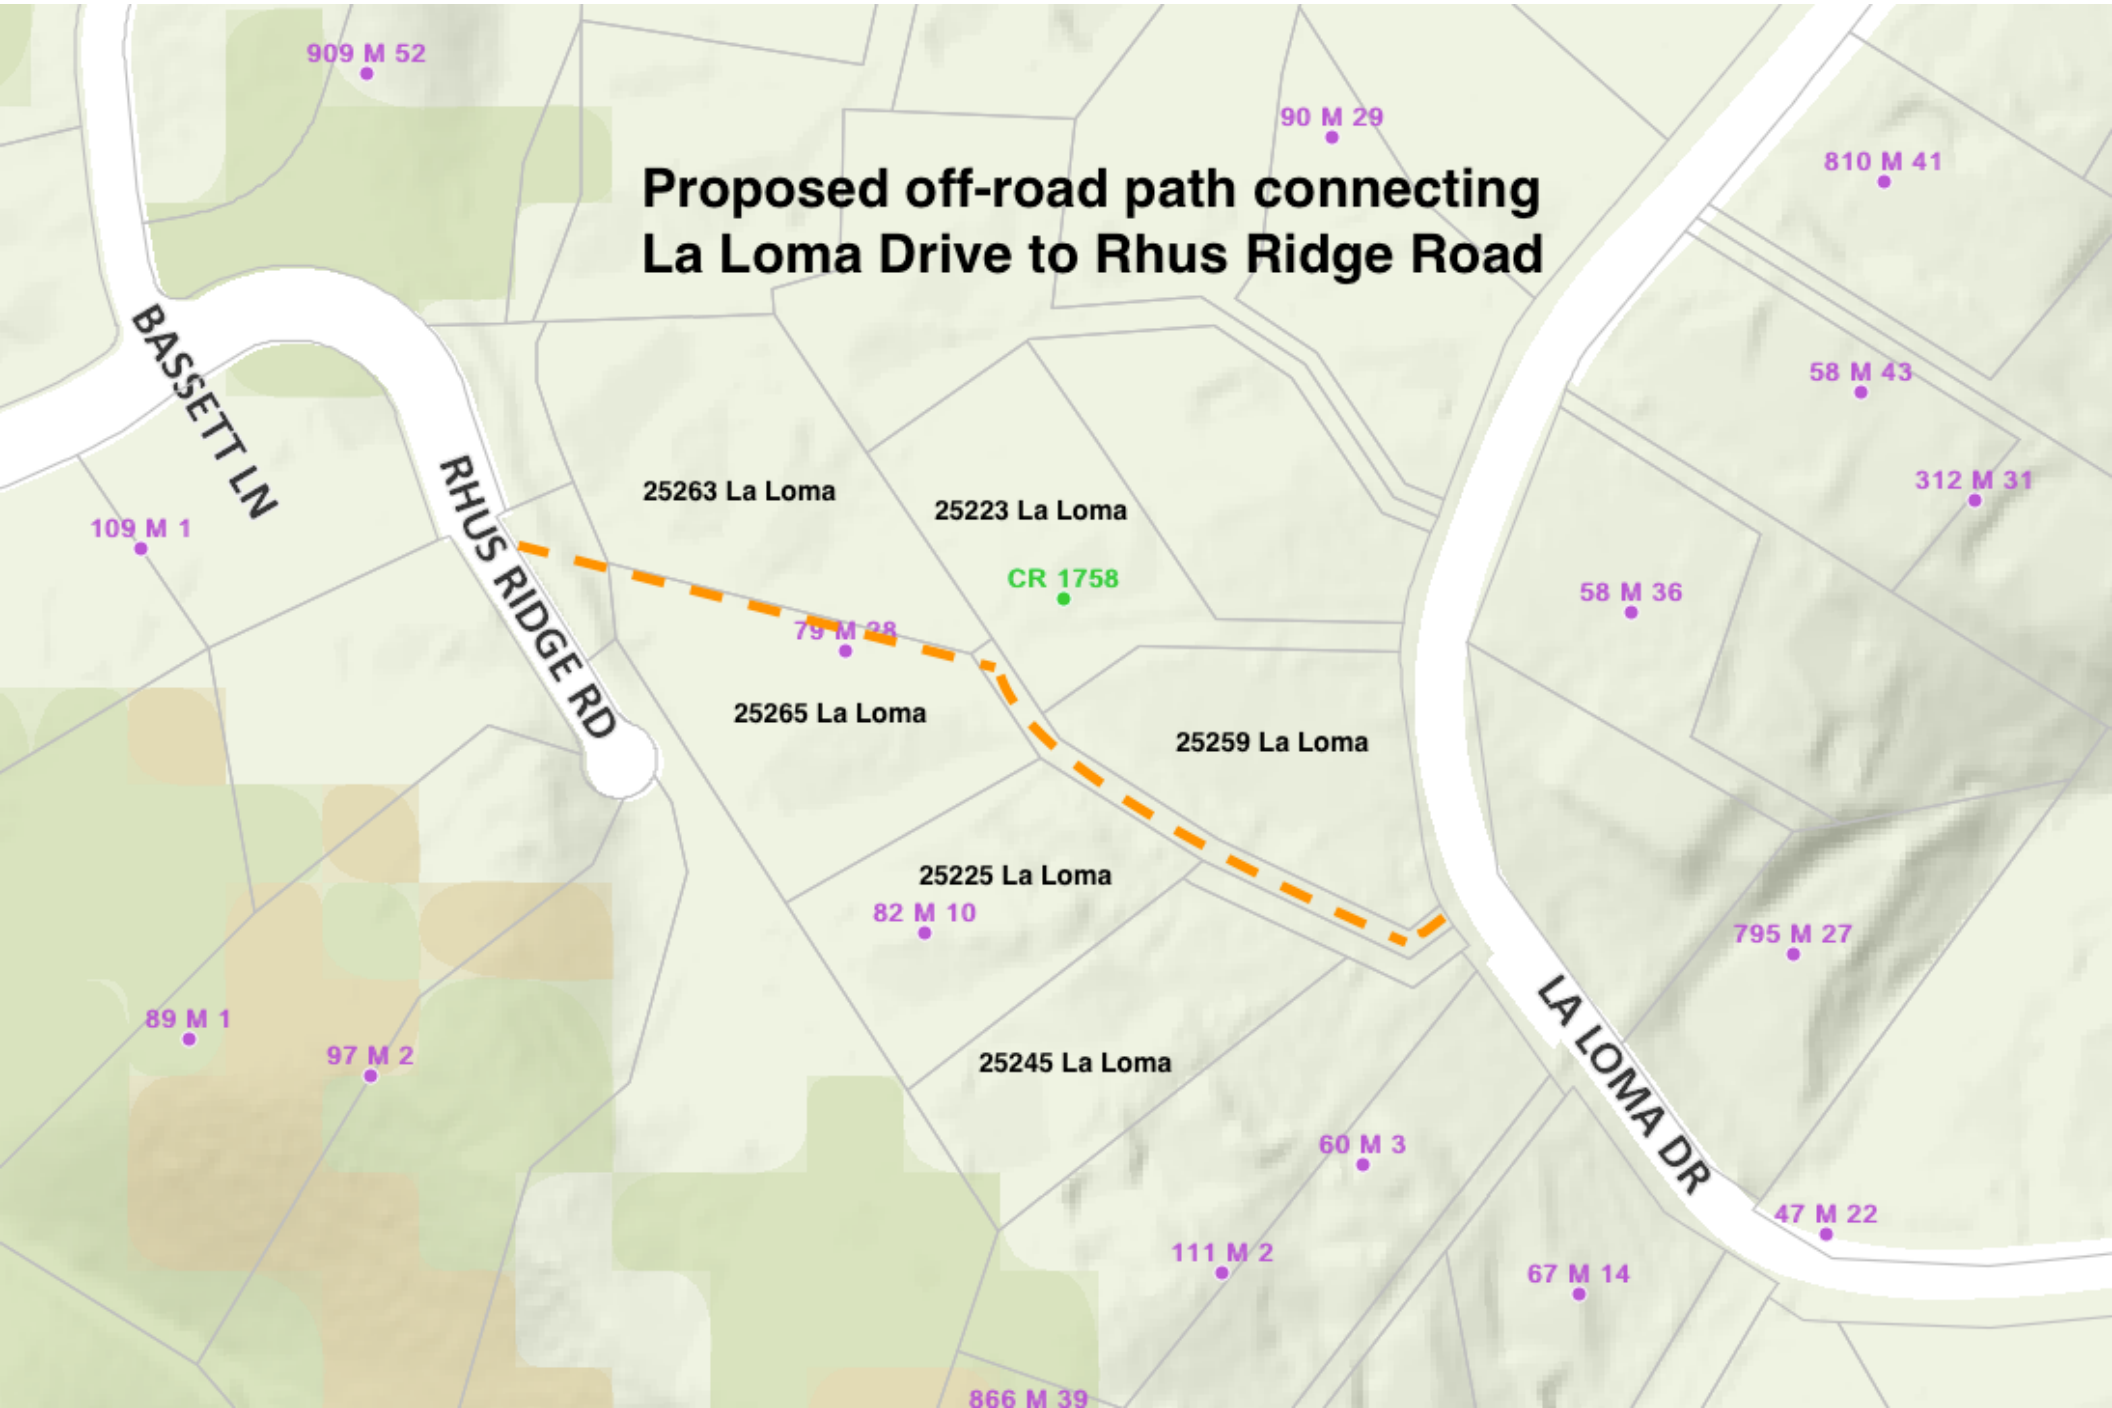 909 M 52
90 M 29
810 M 41
Proposed off-road path connecting
La Loma Drive to Rhus Ridge Road
BASSETT LN
58 M 43
RHUS RIDGE RD
25263 La Loma
25223 La Loma
312 M 31
109 M 1
CR 1758
58 M 36
79 M 28
25265 La Loma
25259 La Loma
25225 La Loma
82 M 10
795 M 27
LA LOMA DR
89 M 1
97 M 2
25245 La Loma
60 M 3
47 M 22
111 M 2
67 M 14
866 M 39